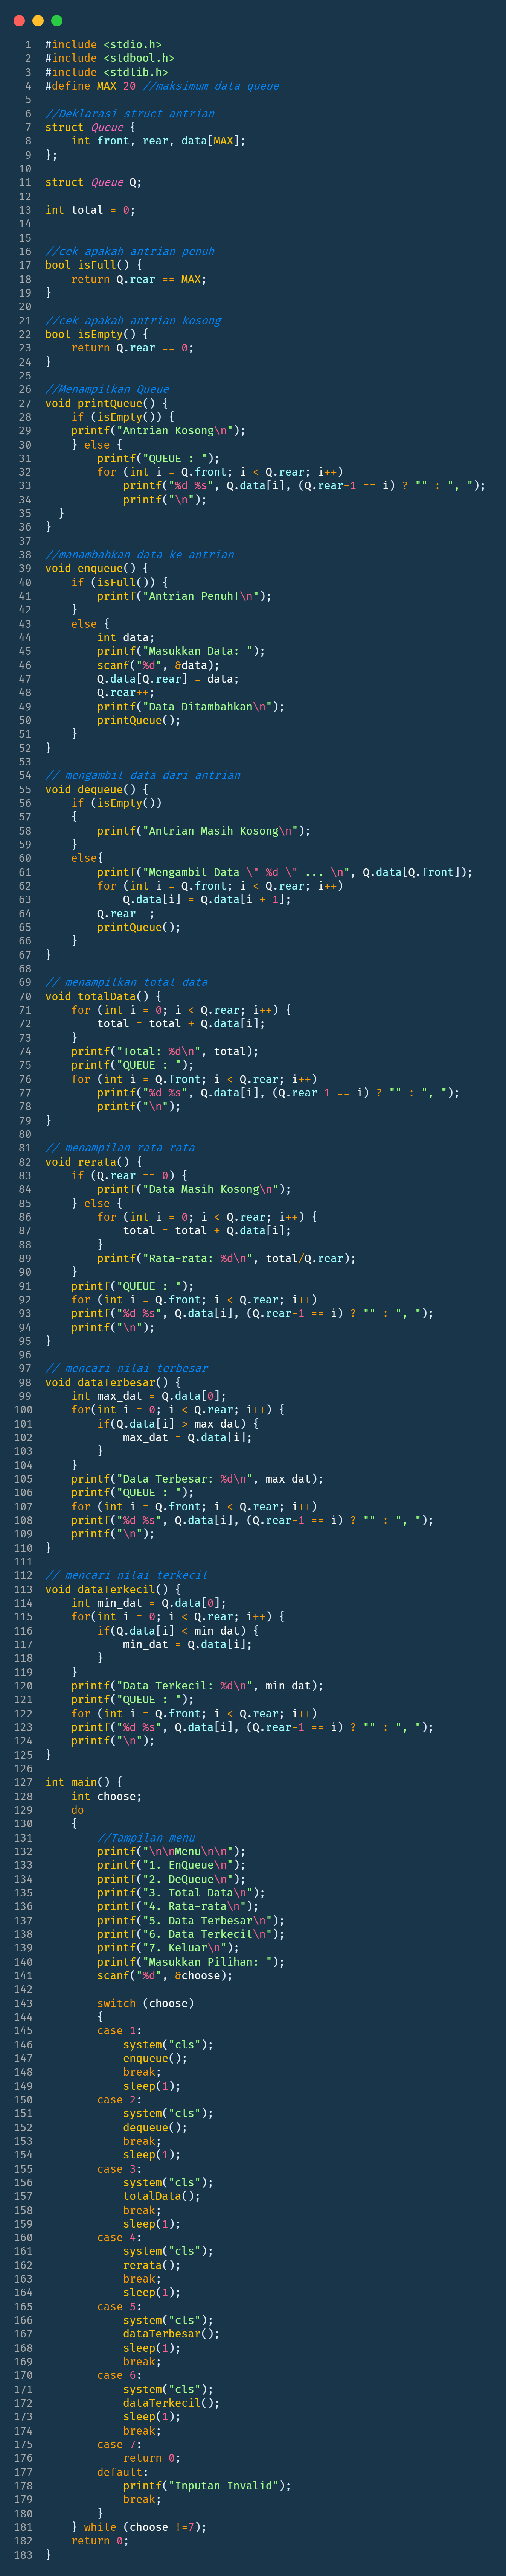 1 #include <stdio.h>
2 #include <stdbool.h>
3 #include <stdlib.h>
4 #define MAX 20 //maksimum data queue
5
6 //Deklarasi struct antrian
7 struct Queue {
8     int front, rear, data[MAX];
9 };
10
11 struct Queue Q;
12
13 int total = 0;
14
15
16 //cek apakah antrian penuh
17 bool isFull() {
18     return Q.rear == MAX;
19 }
20
21 //cek apakah antrian kosong
22 bool isEmpty() {
23     return Q.rear == 0;
24 }
25
26 //Menampilkan Queue
27 void printQueue() {
28     if (isEmpty()) {
29     printf("Antrian Kosong\n");
30     } else {
31         printf("QUEUE : ");
32         for (int i = Q.front; i < Q.rear; i++)
33             printf("%d %s", Q.data[i], (Q.rear-1 == i) ? "" : ", ");
34             printf("\n");
35   }
36 }
37
38 //manambahkan data ke antrian
39 void enqueue() {
40     if (isFull()) {
41         printf("Antrian Penuh!\n");
42     }
43     else {
44         int data;
45         printf("Masukkan Data: ");
46         scanf("%d", &data);
47         Q.data[Q.rear] = data;
48         Q.rear++;
49         printf("Data Ditambahkan\n");
50         printQueue();
51     }
52 }
53
54 // mengambil data dari antrian
55 void dequeue() {
56     if (isEmpty())
57     {
58         printf("Antrian Masih Kosong\n");
59     }
60     else{
61         printf("Mengambil Data \" %d \" ... \n", Q.data[Q.front]);
62         for (int i = Q.front; i < Q.rear; i++)
63             Q.data[i] = Q.data[i + 1];
64         Q.rear--;
65         printQueue();
66     }
67 }
68
69 // menampilkan total data
70 void totalData() {
71     for (int i = 0; i < Q.rear; i++) {
72         total = total + Q.data[i];
73     }
74     printf("Total: %d\n", total);
75     printf("QUEUE : ");
76     for (int i = Q.front; i < Q.rear; i++)
77         printf("%d %s", Q.data[i], (Q.rear-1 == i) ? "" : ", ");
78         printf("\n");
79 }
80
81 // menampilan rata-rata
82 void rerata() {
83     if (Q.rear == 0) {
84         printf("Data Masih Kosong\n");
85     } else {
86         for (int i = 0; i < Q.rear; i++) {
87             total = total + Q.data[i];
88         }
89         printf("Rata-rata: %d\n", total/Q.rear);
90     }
91     printf("QUEUE : ");
92     for (int i = Q.front; i < Q.rear; i++)
93     printf("%d %s", Q.data[i], (Q.rear-1 == i) ? "" : ", ");
94     printf("\n");
95 }
96
97 // mencari nilai terbesar
98 void dataTerbesar() {
99     int max_dat = Q.data[0];
100     for(int i = 0; i < Q.rear; i++) {
101         if(Q.data[i] > max_dat) {
102             max_dat = Q.data[i];
103         }
104     }
105     printf("Data Terbesar: %d\n", max_dat);
106     printf("QUEUE : ");
107     for (int i = Q.front; i < Q.rear; i++)
108     printf("%d %s", Q.data[i], (Q.rear-1 == i) ? "" : ", ");
109     printf("\n");
110 }
111
112 // mencari nilai terkecil
113 void dataTerkecil() {
114     int min_dat = Q.data[0];
115     for(int i = 0; i < Q.rear; i++) {
116         if(Q.data[i] < min_dat) {
117             min_dat = Q.data[i];
118         }
119     }
120     printf("Data Terkecil: %d\n", min_dat);
121     printf("QUEUE : ");
122     for (int i = Q.front; i < Q.rear; i++)
123     printf("%d %s", Q.data[i], (Q.rear-1 == i) ? "" : ", ");
124     printf("\n");
125 }
126
127 int main() {
128     int choose;
129     do
130     {
131         //Tampilan menu
132         printf("\n\nMenu\n\n");
133         printf("1. EnQueue\n");
134         printf("2. DeQueue\n");
135         printf("3. Total Data\n");
136         printf("4. Rata-rata\n");
137         printf("5. Data Terbesar\n");
138         printf("6. Data Terkecil\n");
139         printf("7. Keluar\n");
140         printf("Masukkan Pilihan: ");
141         scanf("%d", &choose);
142
143         switch (choose)
144         {
145         case 1:
146             system("cls");
147             enqueue();
148             break;
149             sleep(1);
150         case 2:
151             system("cls");
152             dequeue();
153             break;
154             sleep(1);
155         case 3:
156             system("cls");
157             totalData();
158             break;
159             sleep(1);
160         case 4:
161             system("cls");
162             rerata();
163             break;
164             sleep(1);
165         case 5:
166             system("cls");
167             dataTerbesar();
168             sleep(1);
169             break;
170         case 6:
171             system("cls");
172             dataTerkecil();
173             sleep(1);
174             break;
175         case 7:
176             return 0;
177         default:
178             printf("Inputan Invalid");
179             break;
180         }
181     } while (choose !=7);
182     return 0;
183 }